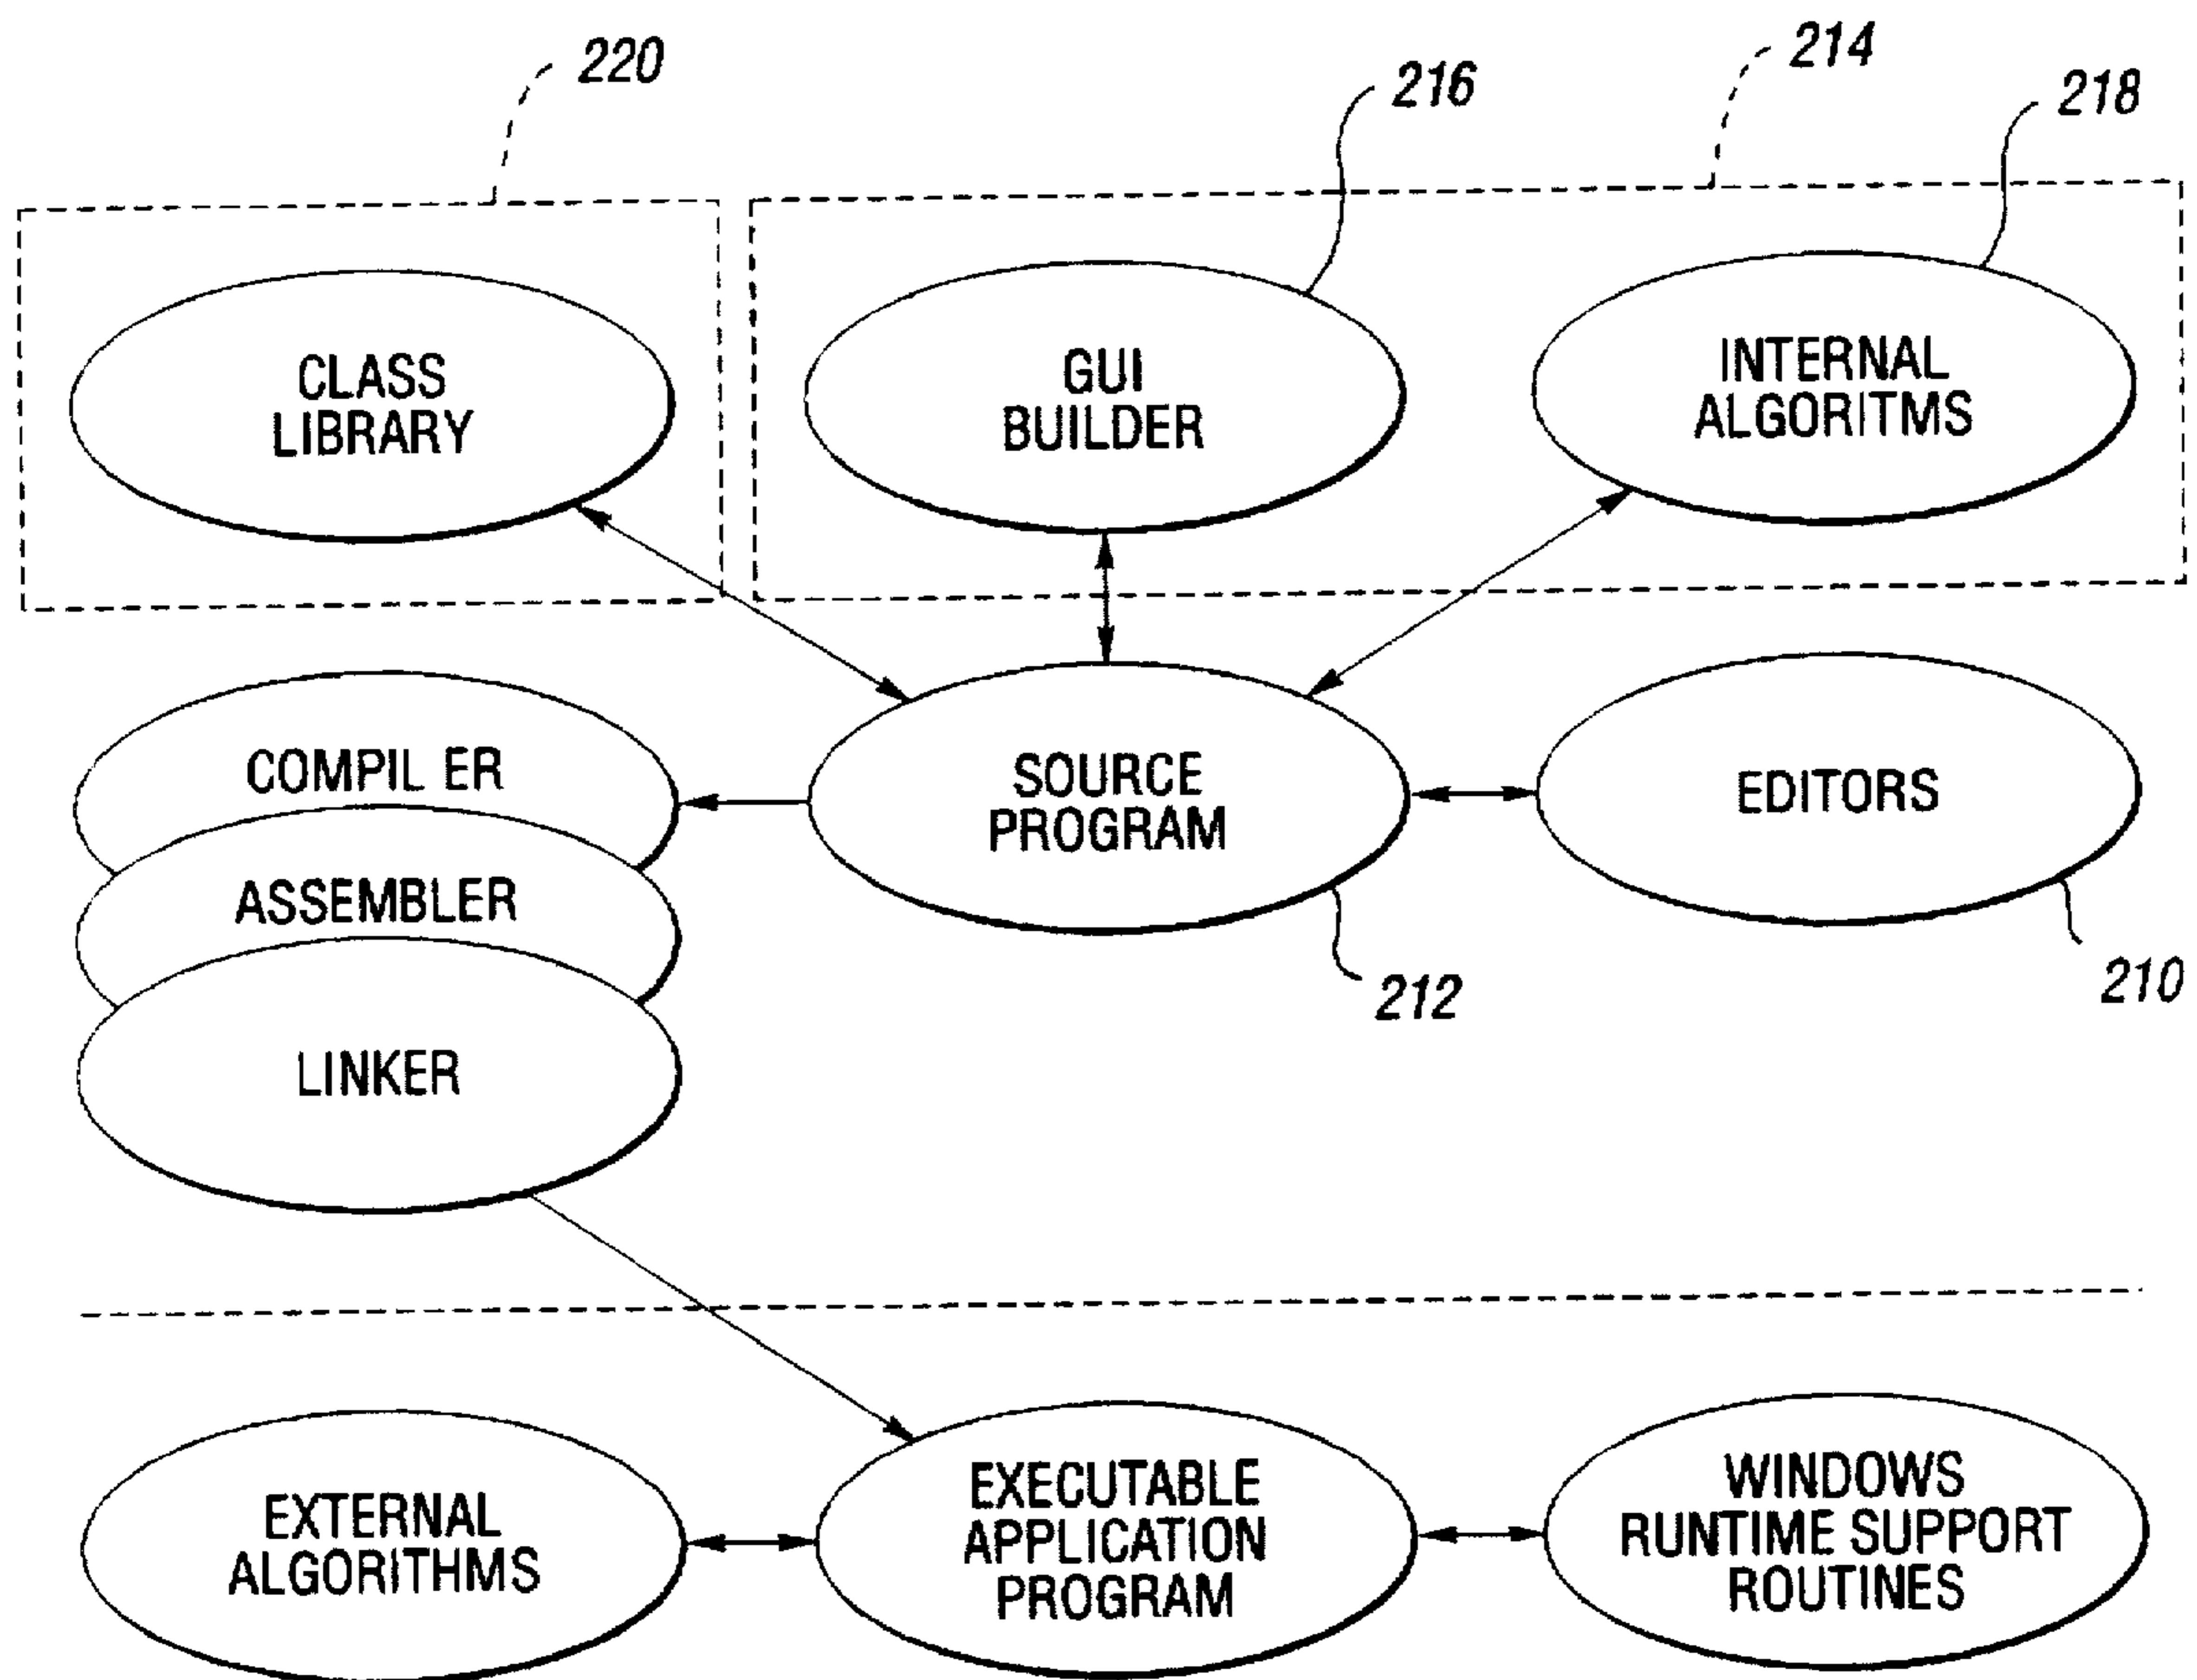 220
216
214
218
CLASS
LIBRARY
GUI
BUILDER
INTERNAL
ALGORITMS
COMPIL ER
ASSEMBLER
LINKER
SOURCE
PROGRAM
EDITORS
212
210
EXTERNAL
ALGORITHMS
EXECUTABLE
APPLICATION
PROGRAM
WINDOWS
RUNTIME SUPPORT
ROUTINES